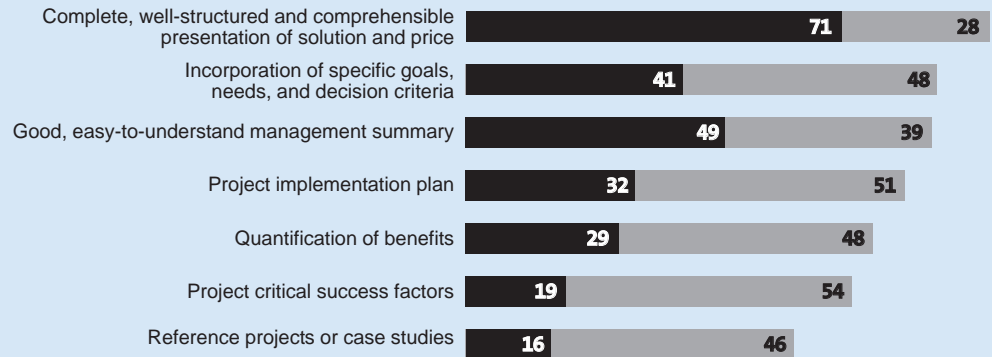 Complete, well-structured and comprehensible
presentation of solution and price
71 28
Incorporation of specific goals,
needs, and decision criteria
41 48
Good, easy-to-understand management summary
49 39
Project implementation plan
32 51
Quantification of benefits
29 48
Project critical success factors
19 54
Reference projects or case studies
16 46